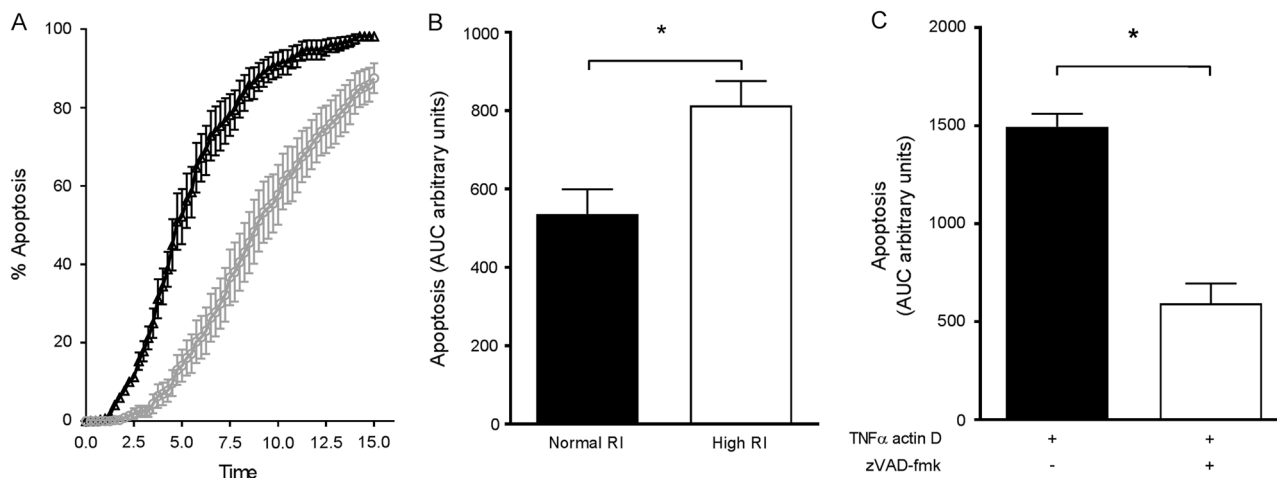 A
% Apoptosis
100
80
60
40
20
0
0.0 2.5 5.0 7.5 10.0 12.5 15.0
Time
B
Apoptosis (AUC arbitrary units)
1000
800
600
400
200
0
*
Normal RI High RI
C
Apoptosis
(AUC arbitrary units)
2000
1500
1000
500
0
*
TNFα actin D + +
zVAD-fmk - +